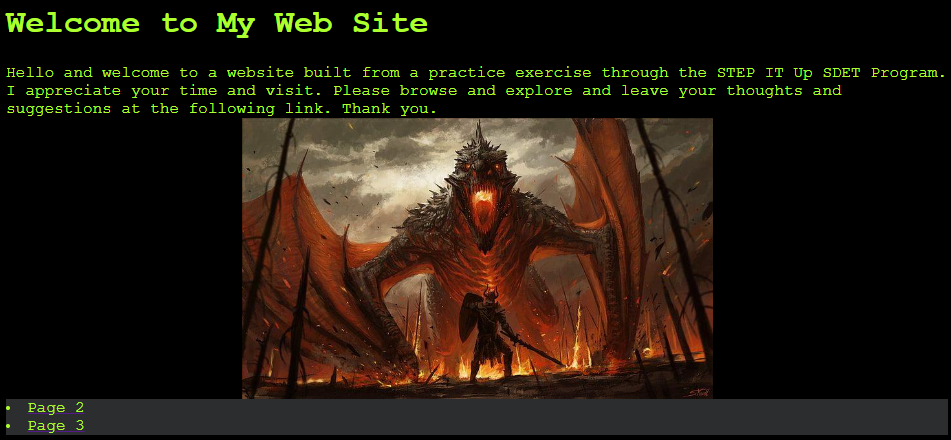 Welcome to My Web Site
Hello and welcome to a website built from a practice exercise through the STEP IT Up SDET Program.
I appreciate your time and visit. Please browse and explore and leave your thoughts and
suggestions at the following link. Thank you.
Page 2
Page 3